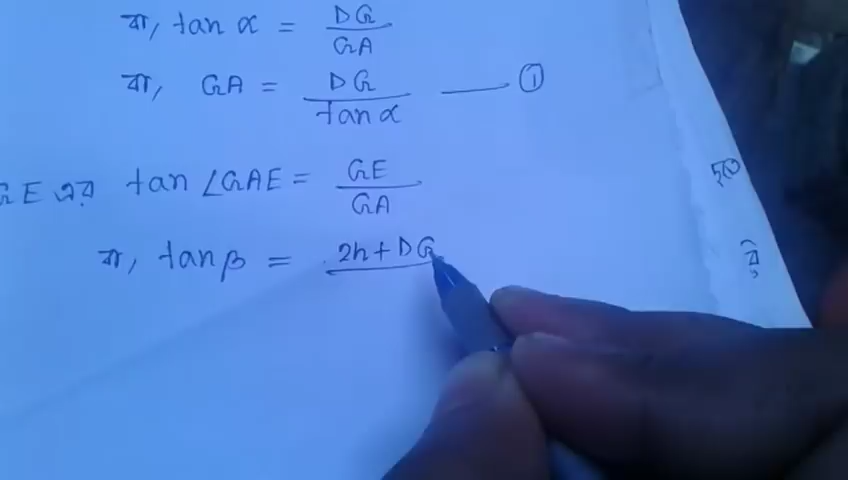 বা, tan α = DG/GA
বা, GA = DG/tan α —— ①
GE এর tan ∠GAE = GE/GA
বা, tan β = 2h + DG